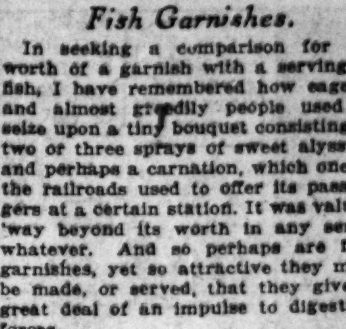 Fish Garnishes.
In seeking a comparison for
worth of a garnish with a serving
fish, I have remembered how eage
and almost greedily people used
seize upon a tiny bouquet consisting
two or three sprays of sweet alyss
and perhaps a carnation, which one
the railroads used to offer its pass
gers at a certain station. It was valu
'way beyond its worth in any sen
whatever. And so perhaps are f
garnishes, yet so attractive they m
be made, or served, that they give
great deal of an impulse to digest
forces.